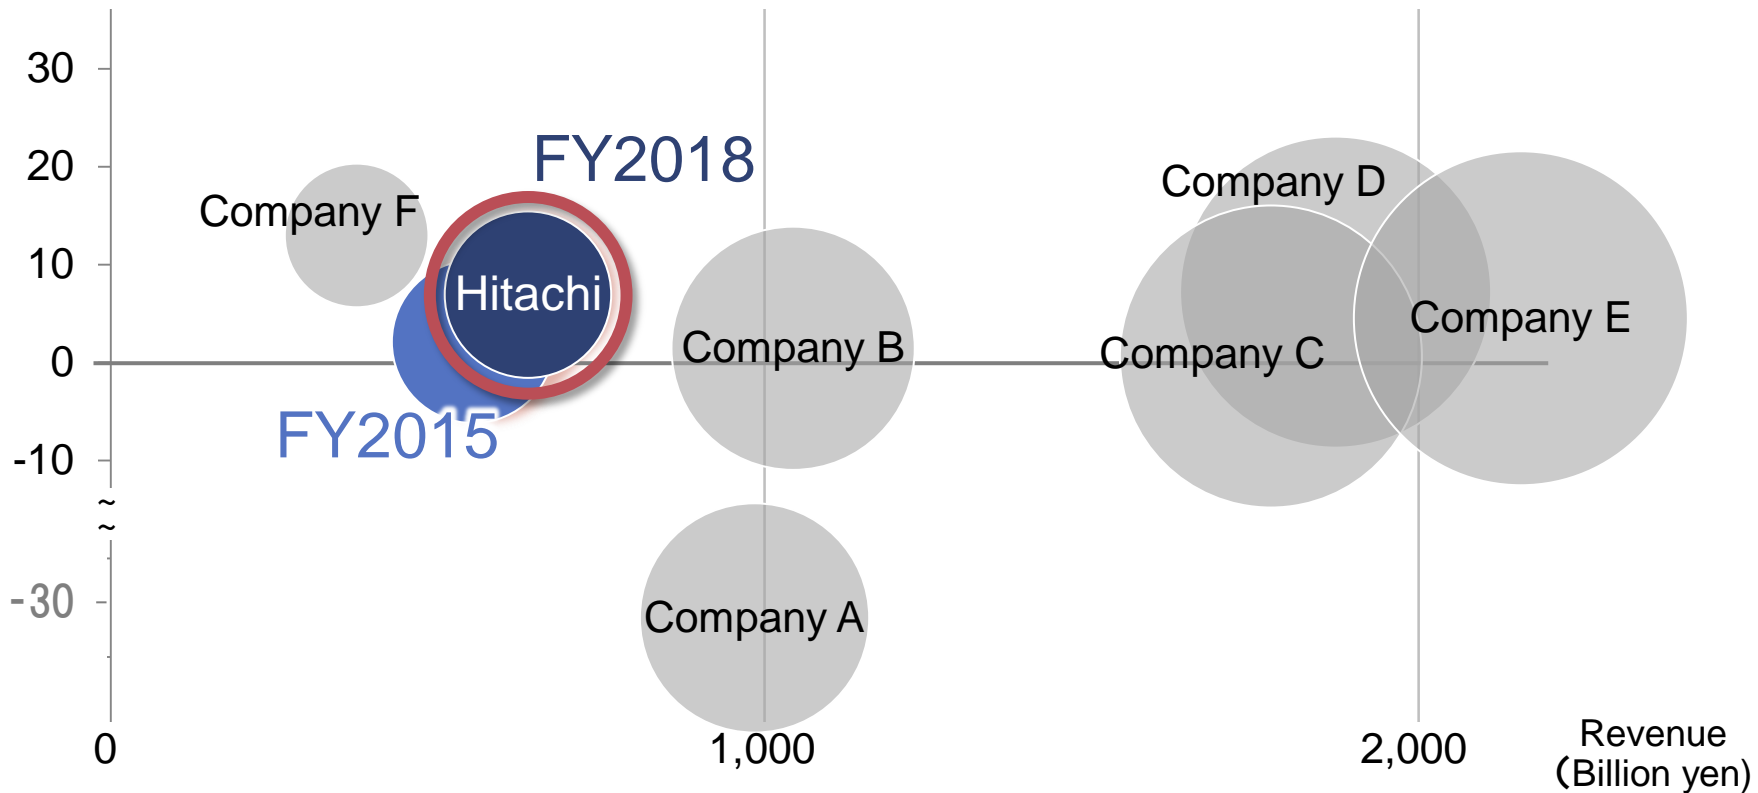 30
FY2018
20
Company D
Company F
10
Hitachi
Company E
Company B
Company C
0
FY2015
-10
~
~
-30
Company A
0
1,000
2,000
Revenue
(Billion yen)